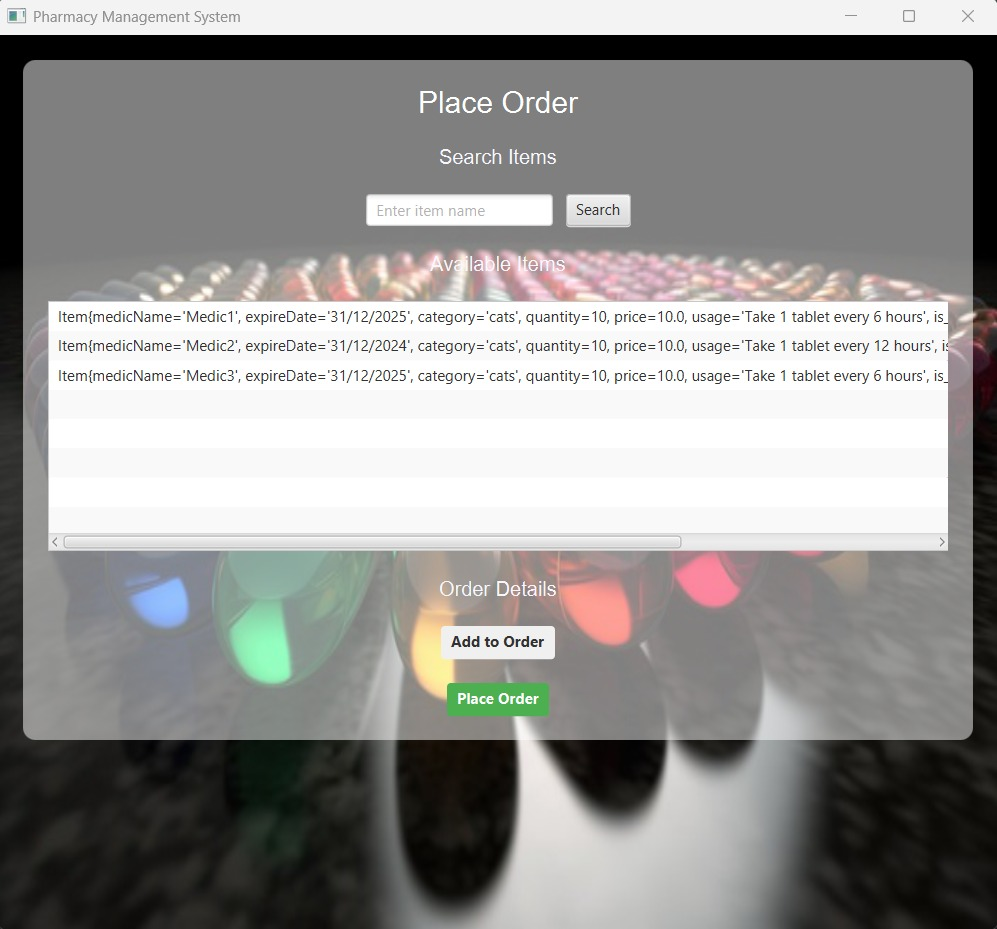 Pharmacy Management System
Place Order
Search Items
Enter item name
Search
Available Items
Item{medicName='Medic1', expireDate='31/12/2025', category='cats', quantity=10, price=10.0, usage='Take 1 tablet every 6 hours', is_
Item{medicName='Medic2', expireDate='31/12/2024', category='cats', quantity=10, price=10.0, usage='Take 1 tablet every 12 hours', is
Item{medicName='Medic3', expireDate='31/12/2025', category='cats', quantity=10, price=10.0, usage='Take 1 tablet every 6 hours', is_
Order Details
Add to Order
Place Order